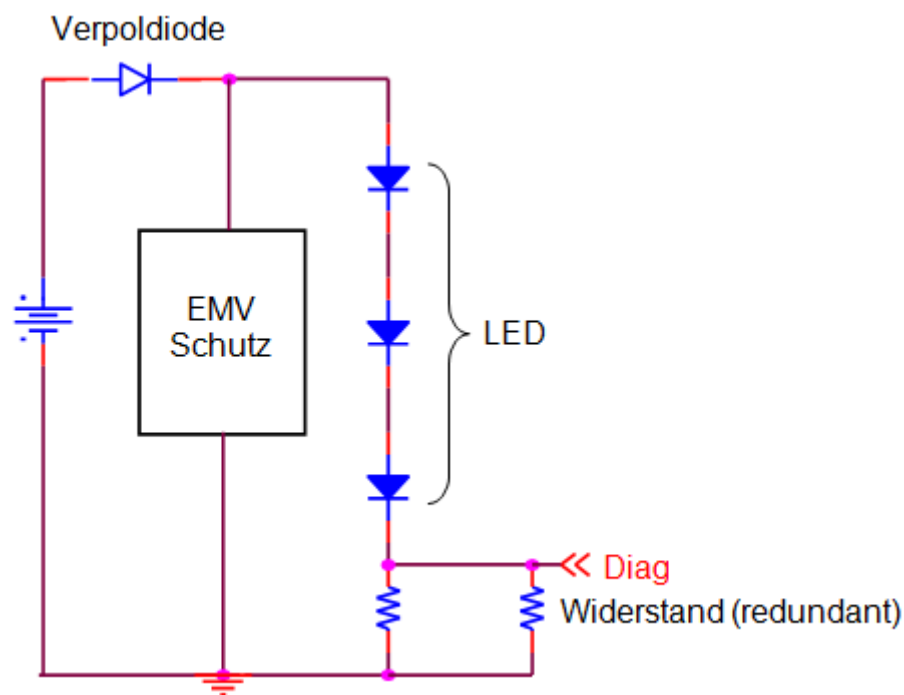 Verpoldiode
EMV
Schutz
LED
Diag
Widerstand (redundant)